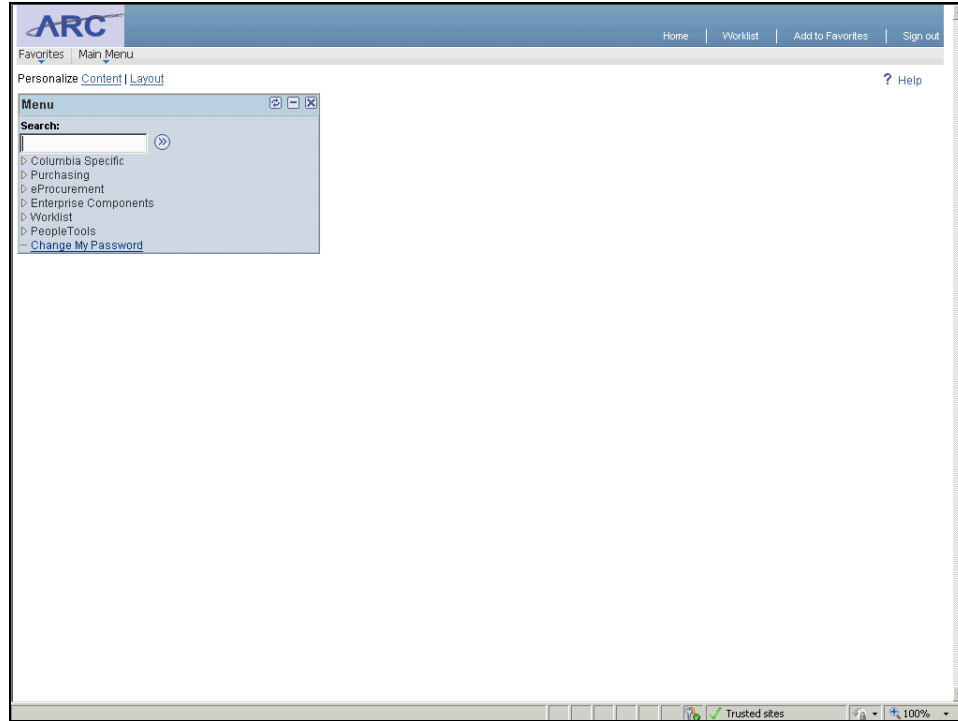 ARC
Home | Worklist | Add to Favorites | Sign out
Favorites Main Menu
Personalize Content | Layout
? Help
Menu
Search:
Columbia Specific
Purchasing
eProcurement
Enterprise Components
Worklist
PeopleTools
Change My Password
Trusted sites 100%